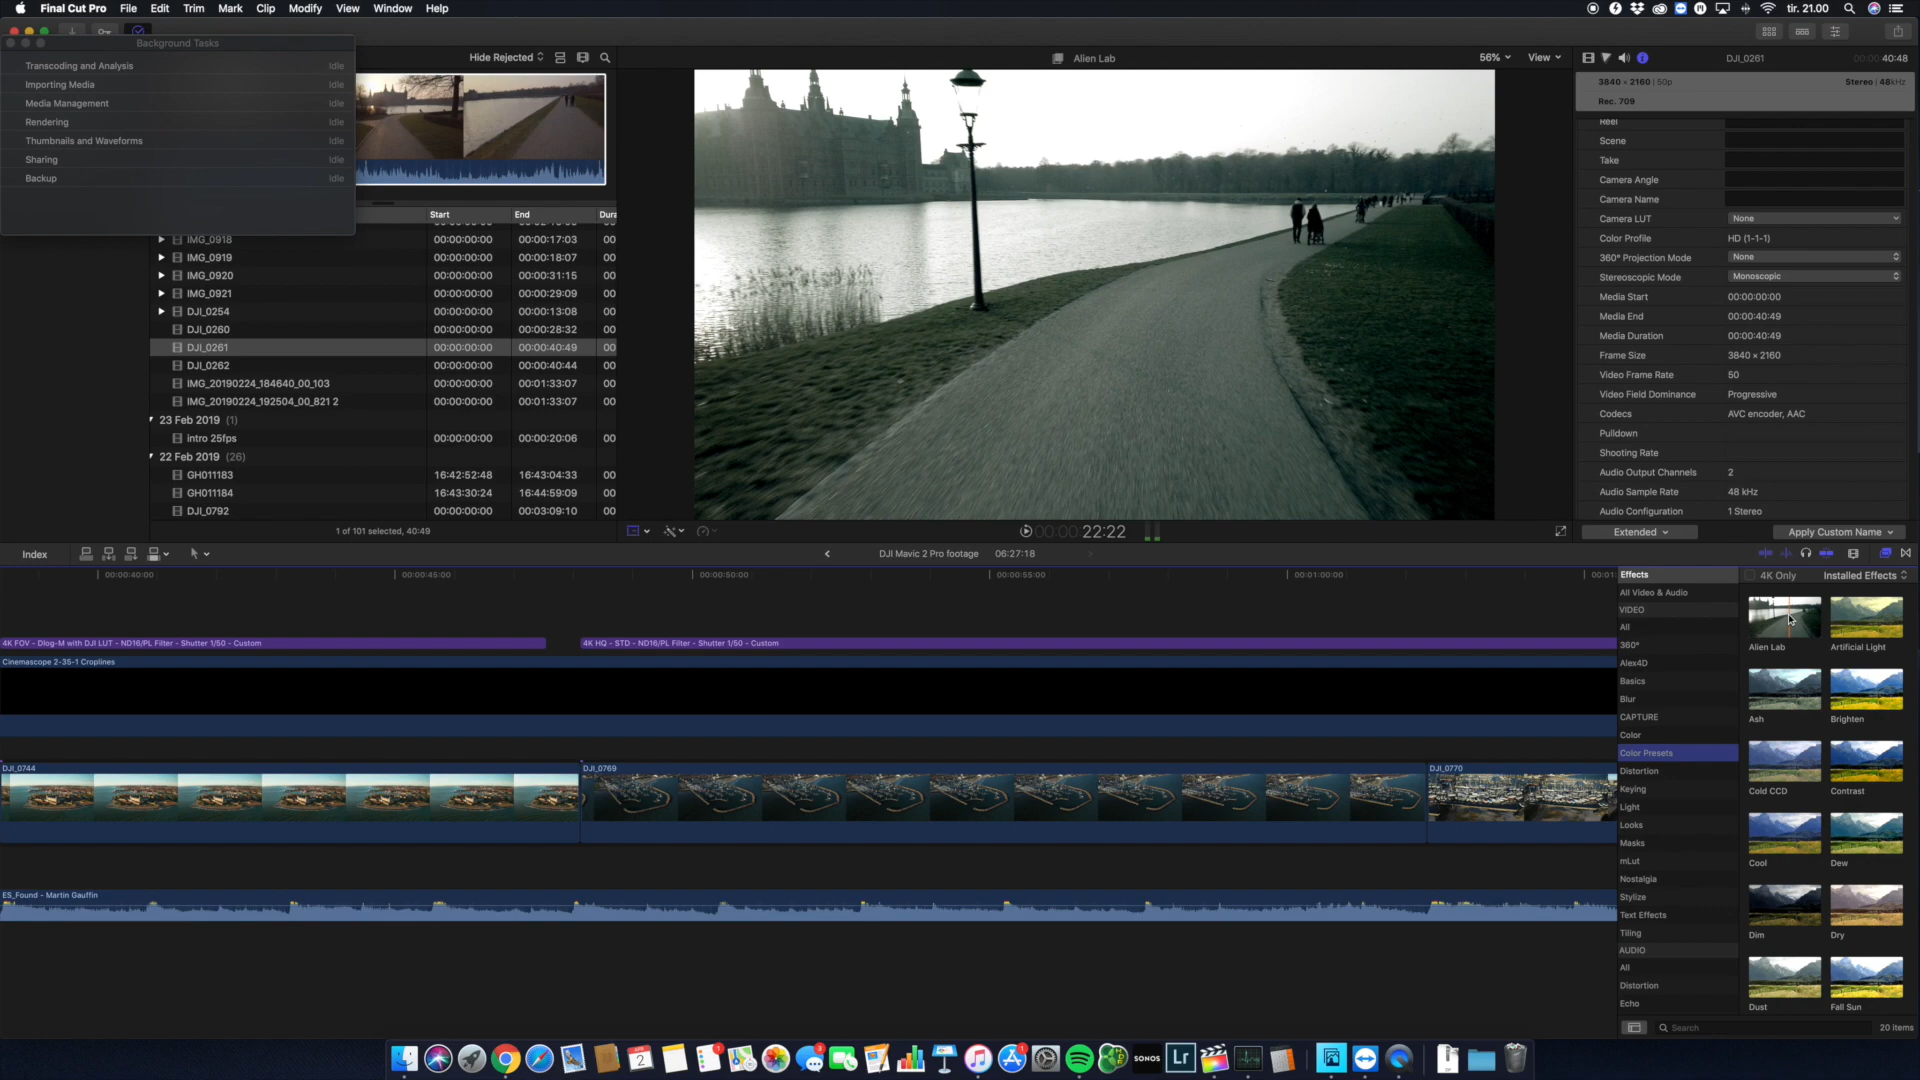 Final Cut Pro File Edit Trim Mark Clip Modify View Window Help
tir. 21.00
Background Tasks
Transcoding and Analysis Idle
Importing Media Idle
Media Management Idle
Rendering Idle
Thumbnails and Waveforms Idle
Sharing Idle
Backup Idle
Hide Rejected
Start End Dura
IMG_0918 00:00:00:00 00:00:17:03 00
IMG_0919 00:00:00:00 00:00:18:07 00
IMG_0920 00:00:00:00 00:00:31:15 00
IMG_0921 00:00:00:00 00:00:29:09 00
DJI_0254 00:00:00:00 00:00:13:08 00
DJI_0260 00:00:00:00 00:00:28:32 00
DJI_0261 00:00:00:00 00:00:40:49 00
DJI_0262 00:00:00:00 00:00:40:44 00
IMG_20190224_184640_00_103 00:00:00:00 00:01:33:07 00
IMG_20190224_192504_00_821 2 00:00:00:00 00:01:33:07 00
23 Feb 2019 (1)
intro 25fps 00:00:00:00 00:00:20:06 00
22 Feb 2019 (26)
GH011183 16:42:52:48 16:43:04:33 00
GH011184 16:43:30:24 16:44:59:09 00
DJI_0792 00:00:00:00 00:03:09:10 00
1 of 101 selected, 40:49
Alien Lab
56% View
00:00:22:22
DJI_0261 00:00:40:48
3840 × 2160 | 50p Stereo | 48kHz
Rec. 709
Reel
Scene
Take
Camera Angle
Camera Name
Camera LUT None
Color Profile HD (1-1-1)
360° Projection Mode None
Stereoscopic Mode Monoscopic
Media Start 00:00:00:00
Media End 00:00:40:49
Media Duration 00:00:40:49
Frame Size 3840 × 2160
Video Frame Rate 50
Video Field Dominance Progressive
Codecs AVC encoder, AAC
Pulldown
Shooting Rate
Audio Output Channels 2
Audio Sample Rate 48 kHz
Audio Configuration 1 Stereo
Extended Apply Custom Name
Index
DJI Mavic 2 Pro footage 06:27:18
00:00:40:00 00:00:45:00 00:00:50:00 00:00:55:00 00:01:00:00 00:01:
4K FOV - Dlog-M with DJI LUT - ND16/PL Filter - Shutter 1/50 - Custom
4K HQ - STD - ND16/PL Filter - Shutter 1/50 - Custom
Cinemascope 2-35-1 Croplines
DJI_0744
DJI_0769
DJI_0770
ES_Found - Martin Gauffin
Effects
4K Only Installed Effects
All Video & Audio
VIDEO
All
360°
Alex4D
Basics
Blur
CAPTURE
Color
Color Presets
Distortion
Keying
Light
Looks
Masks
mLut
Nostalgia
Stylize
Text Effects
Tiling
AUDIO
All
Distortion
Echo
Alien Lab Artificial Light
Ash Brighten
Cold CCD Contrast
Cool Dew
Dim Dry
Dust Fall Sun
Search 20 items
2
1
3
1
SONOS
Lr